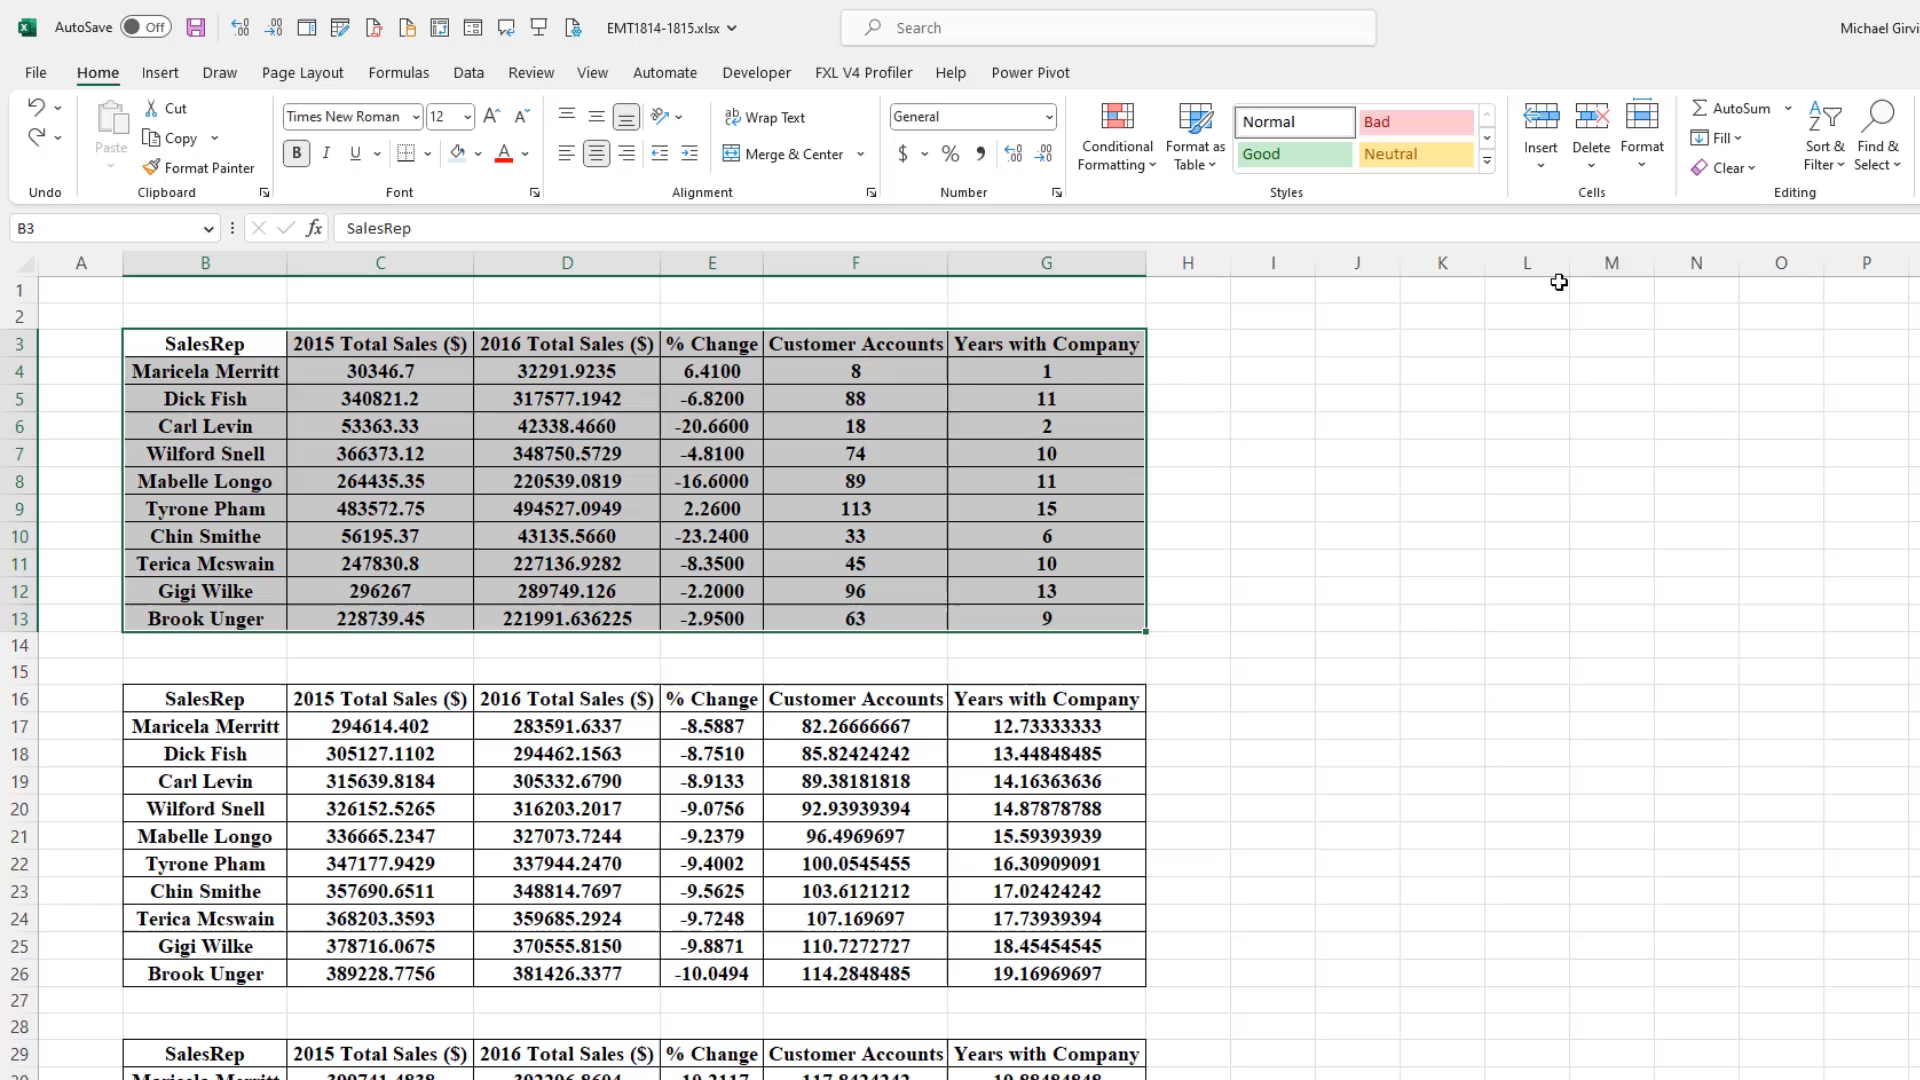 AutoSave Off EMT1814-1815.xlsx Search Michael Girvi
File Home Insert Draw Page Layout Formulas Data Review View Automate Developer FXL V4 Profiler Help Power Pivot
Paste Cut Copy Format Painter
Times New Roman 12
B I U
Wrap Text
Merge & Center
General
$ % 9
Conditional Formatting
Format as Table
Normal Bad
Good Neutral
Insert Delete Format
AutoSum
Fill
Clear
Sort & Filter
Find & Select
Undo Clipboard Font Alignment Number Styles Cells Editing
B3 fx SalesRep
A B C D E F G H I J K L M N O P
1
2
3 SalesRep 2015 Total Sales ($) 2016 Total Sales ($) % Change Customer Accounts Years with Company
4 Maricela Merritt 30346.7 32291.9235 6.4100 8 1
5 Dick Fish 340821.2 317577.1942 -6.8200 88 11
6 Carl Levin 53363.33 42338.4660 -20.6600 18 2
7 Wilford Snell 366373.12 348750.5729 -4.8100 74 10
8 Mabelle Longo 264435.35 220539.0819 -16.6000 89 11
9 Tyrone Pham 483572.75 494527.0949 2.2600 113 15
10 Chin Smithe 56195.37 43135.5660 -23.2400 33 6
11 Terica Mcswain 247830.8 227136.9282 -8.3500 45 10
12 Gigi Wilke 296267 289749.126 -2.2000 96 13
13 Brook Unger 228739.45 221991.636225 -2.9500 63 9
14
15
16 SalesRep 2015 Total Sales ($) 2016 Total Sales ($) % Change Customer Accounts Years with Company
17 Maricela Merritt 294614.402 283591.6337 -8.5887 82.26666667 12.73333333
18 Dick Fish 305127.1102 294462.1563 -8.7510 85.82424242 13.44848485
19 Carl Levin 315639.8184 305332.6790 -8.9133 89.38181818 14.16363636
20 Wilford Snell 326152.5265 316203.2017 -9.0756 92.93939394 14.87878788
21 Mabelle Longo 336665.2347 327073.7244 -9.2379 96.4969697 15.59393939
22 Tyrone Pham 347177.9429 337944.2470 -9.4002 100.0545455 16.30909091
23 Chin Smithe 357690.6511 348814.7697 -9.5625 103.6121212 17.02424242
24 Terica Mcswain 368203.3593 359685.2924 -9.7248 107.169697 17.73939394
25 Gigi Wilke 378716.0675 370555.8150 -9.8871 110.7272727 18.45454545
26 Brook Unger 389228.7756 381426.3377 -10.0494 114.2848485 19.16969697
27
28
29 SalesRep 2015 Total Sales ($) 2016 Total Sales ($) % Change Customer Accounts Years with Company